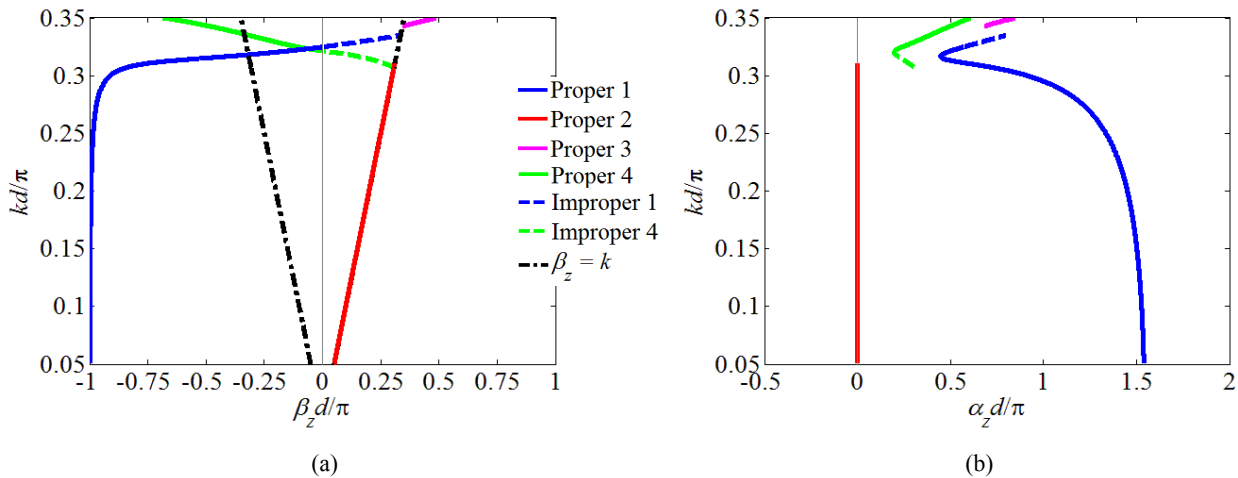 0.35
0.3
0.25
0.2
0.15
0.1
0.05
kd/π
-1 -0.75 -0.5 -0.25 0 0.25 0.5 0.75 1
β_z d/π
Proper 1
Proper 2
Proper 3
Proper 4
Improper 1
Improper 4
β_z = k
(a)
0.35
0.3
0.25
0.2
0.15
0.1
0.05
kd/π
-0.5 0 0.5 1 1.5 2
α_z d/π
(b)